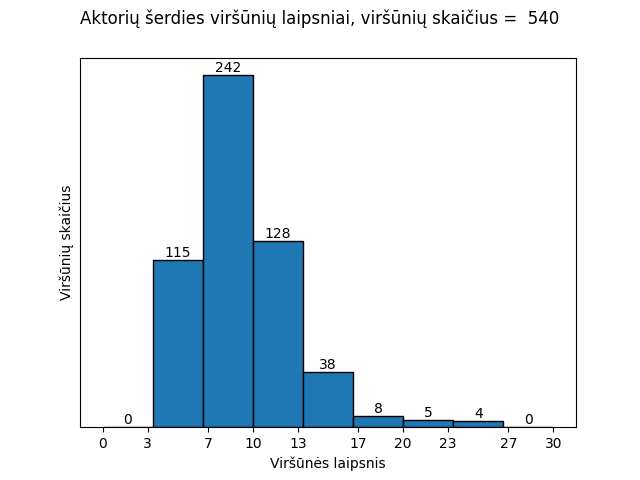 Aktorių šerdies viršūnių laipsniai, viršūnių skaičius =  540
Viršūnių skaičius
0
115
242
128
38
8
5
4
0
0 3 7 10 13 17 20 23 27 30
Viršūnės laipsnis